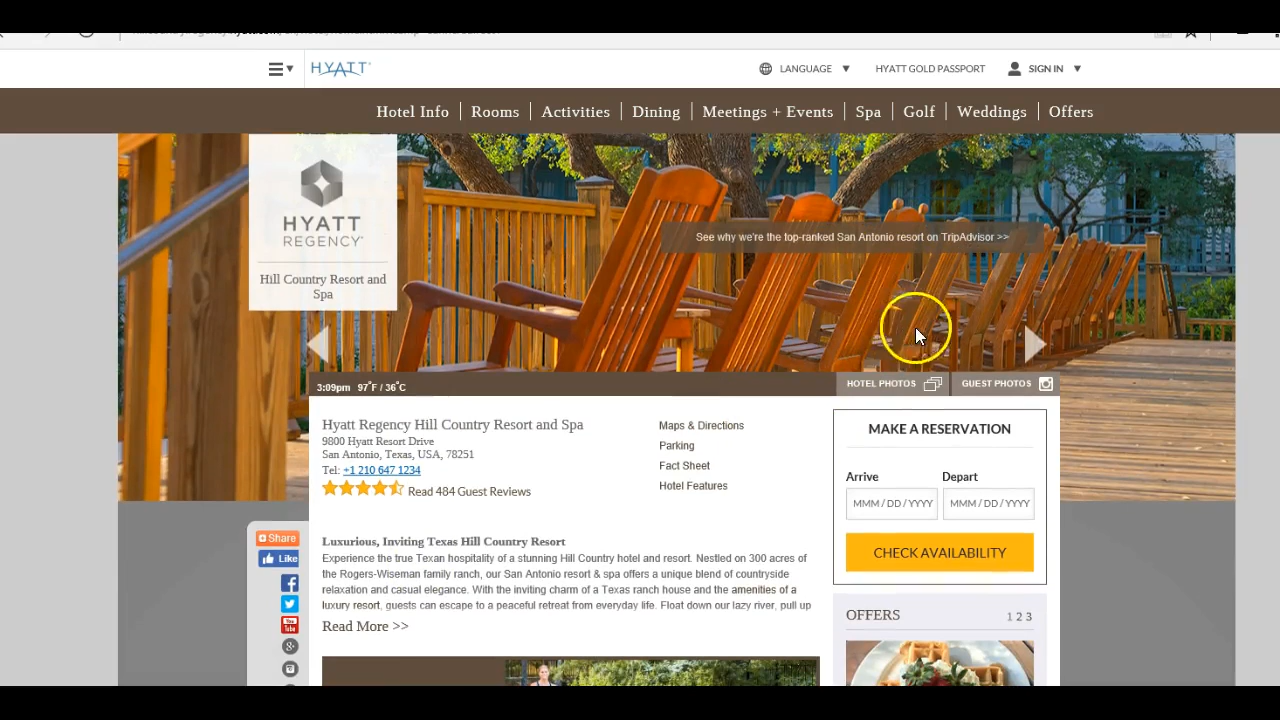 HYATT
LANGUAGE
HYATT GOLD PASSPORT
SIGN IN
Hotel Info
Rooms
Activities
Dining
Meetings + Events
Spa
Golf
Weddings
Offers
HYATT
REGENCY
Hill Country Resort and
Spa
See why we're the top-ranked San Antonio resort on TripAdvisor >>
3:09pm 97°F / 36°C
HOTEL PHOTOS
GUEST PHOTOS
Hyatt Regency Hill Country Resort and Spa
9800 Hyatt Resort Drive
San Antonio, Texas, USA, 78251
Tel: +1 210 647 1234
Read 484 Guest Reviews
Maps & Directions
Parking
Fact Sheet
Hotel Features
MAKE A RESERVATION
Arrive
Depart
MMM / DD / YYYY
MMM / DD / YYYY
CHECK AVAILABILITY
Share
Like
You
Tube
Luxurious, Inviting Texas Hill Country Resort
Experience the true Texan hospitality of a stunning Hill Country hotel and resort. Nestled on 300 acres of
the Rogers-Wiseman family ranch, our San Antonio resort & spa offers a unique blend of countryside
relaxation and casual elegance. With the inviting charm of a Texas ranch house and the amenities of a
luxury resort, guests can escape to a peaceful retreat from everyday life. Float down our lazy river, pull up
Read More >>
OFFERS
1 2 3